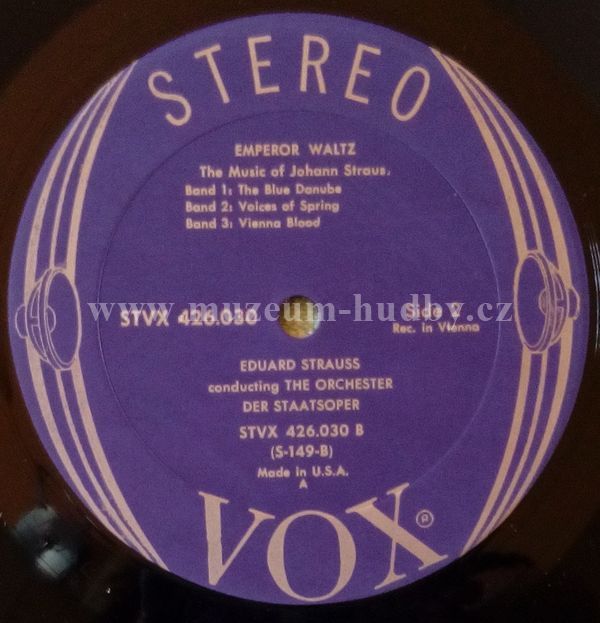 STEREO
EMPEROR WALTZ
The Music of Johann Straus.
Band 1: The Blue Danube
Band 2: Voices of Spring
Band 3: Vienna Blood
www.muzeum-hudby.cz
STVX 426.030
Side 2
Rec. in Vienna
EDUARD STRAUSS
conducting THE ORCHESTER
DER STAATSOPER
STVX 426.030 B
(S-149-B)
Made in U.S.A.
A
VOX ®